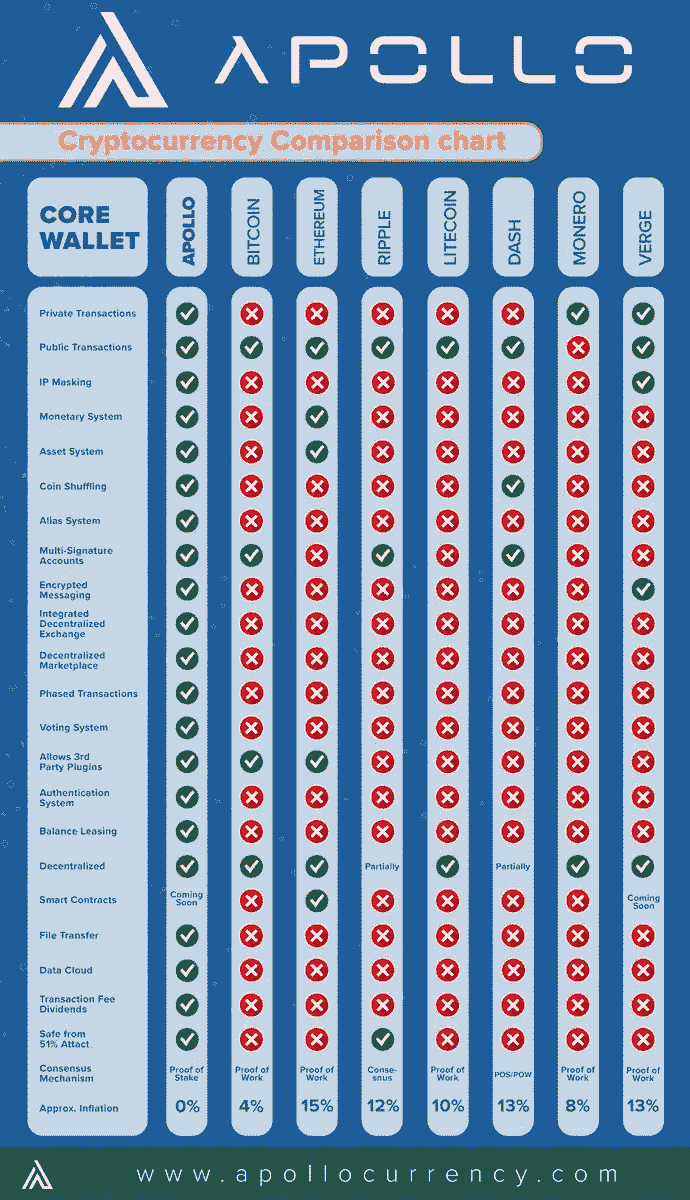 APOLLO
Cryptocurrency Comparison chart
CORE
WALLET
APOLLO
BITCOIN
ETHEREUM
RIPPLE
LITECOIN
DASH
MONERO
VERGE
Private Transactions
Public Transactions
IP Masking
Monetary System
Asset System
Coin Shuffling
Alias System
Multi-Signature
Accounts
Encrypted
Messaging
Integrated
Decentralized
Exchange
Decentralized
Marketplace
Phased Transactions
Voting System
Allows 3rd
Party Plugins
Authentication
System
Balance Leasing
Decentralized Partially Partially
Smart Contracts Coming Coming
Soon Soon
File Transfer
Data Cloud
Transaction Fee
Dividends
Safe from
51% Attact
Consensus Proof of Proof of Proof of Conse- Proof of POS/POW Proof of Proof of
Mechanism Stake Work Work snus Work Work Work
Approx. Inflation 0% 4% 15% 12% 10% 13% 8% 13%
www.apollocurrency.com